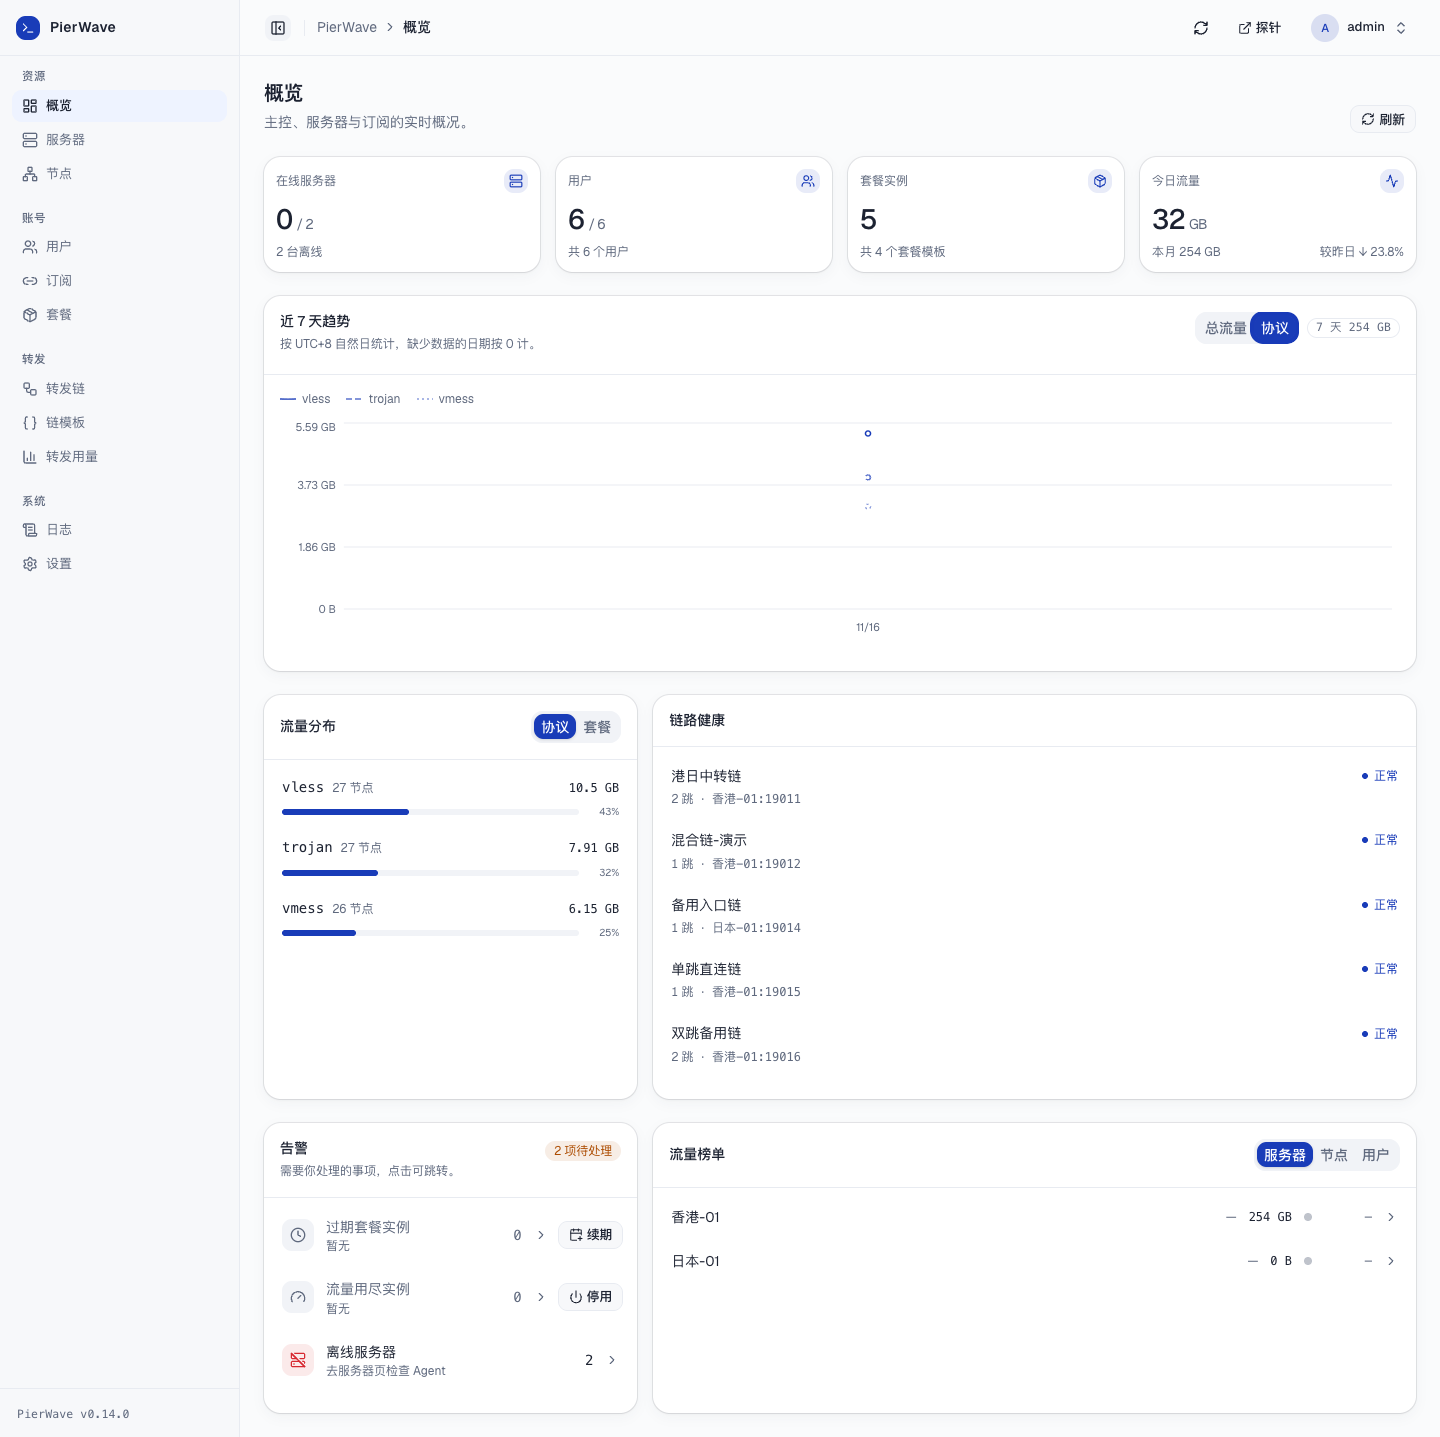 PierWave
PierWave > 概览
探针
A admin
资源
概览
服务器
节点
账号
用户
订阅
套餐
转发
转发链
链模板
转发用量
系统
日志
设置
PierWave v0.14.0
概览
主控、服务器与订阅的实时概况。
刷新
在线服务器
0 / 2
2 台离线
用户
6 / 6
共 6 个用户
套餐实例
5
共 4 个套餐模板
今日流量
32 GB
本月 254 GB 较昨日 ↓ 23.8%
近 7 天趋势
按 UTC+8 自然日统计，缺少数据的日期按 0 计。
总流量 协议 7 天 254 GB
vless trojan vmess
5.59 GB
3.73 GB
1.86 GB
0 B
11/16
流量分布
协议 套餐
vless 27 节点 10.5 GB
43%
trojan 27 节点 7.91 GB
32%
vmess 26 节点 6.15 GB
25%
链路健康
港日中转链 正常
2 跳 · 香港-01:19011
混合链-演示 正常
1 跳 · 香港-01:19012
备用入口链 正常
1 跳 · 日本-01:19014
单跳直连链 正常
1 跳 · 香港-01:19015
双跳备用链 正常
2 跳 · 香港-01:19016
告警
2 项待处理
需要你处理的事项，点击可跳转。
过期套餐实例 0 续期
暂无
流量用尽实例 0 停用
暂无
离线服务器 2
去服务器页检查 Agent
流量榜单
服务器 节点 用户
香港-01 — 254 GB —
日本-01 — 0 B —